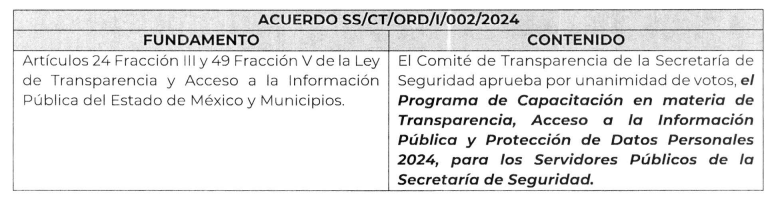 ACUERDO SS/CT/ORD/I/002/2024
FUNDAMENTO
CONTENIDO
Artículos 24 Fracción III y 49 Fracción V de la Ley
de Transparencia y Acceso a la Información
Pública del Estado de México y Municipios.
El Comité de Transparencia de la Secretaría de
Seguridad aprueba por unanimidad de votos, el
Programa de Capacitación en materia de
Transparencia, Acceso a la Información
Pública y Protección de Datos Personales
2024, para los Servidores Públicos de la
Secretaría de Seguridad.